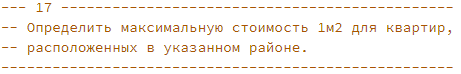 --- 17 ------------------------------------------------
-- Определить максимальную стоимость 1м2 для квартир,
-- расположенных в указанном районе.
-------------------------------------------------------